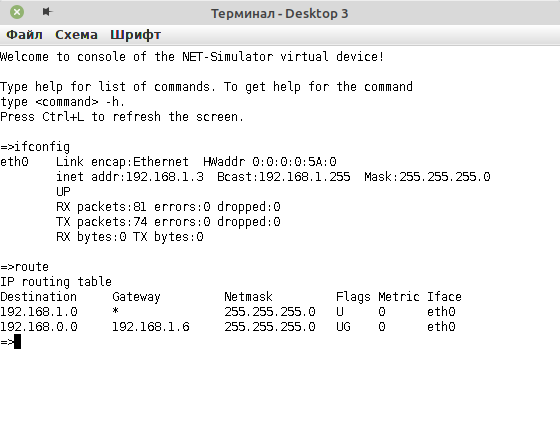 Терминал - Desktop 3
Файл Схема Шрифт
Welcome to console of the NET-Simulator virtual device!
Type help for list of commands. To get help for the command
type <command> -h.
Press Ctrl+L to refresh the screen.
=>ifconfig
eth0    Link encap:Ethernet  HWaddr 0:0:0:0:5A:0
        inet addr:192.168.1.3  Bcast:192.168.1.255  Mask:255.255.255.0
        UP
        RX packets:81 errors:0 dropped:0
        TX packets:74 errors:0 dropped:0
        RX bytes:0 TX bytes:0
=>route
IP routing table
Destination     Gateway         Netmask         Flags Metric Iface
192.168.1.0     *               255.255.255.0   U     0      eth0
192.168.0.0     192.168.1.6     255.255.255.0   UG    0      eth0
=>